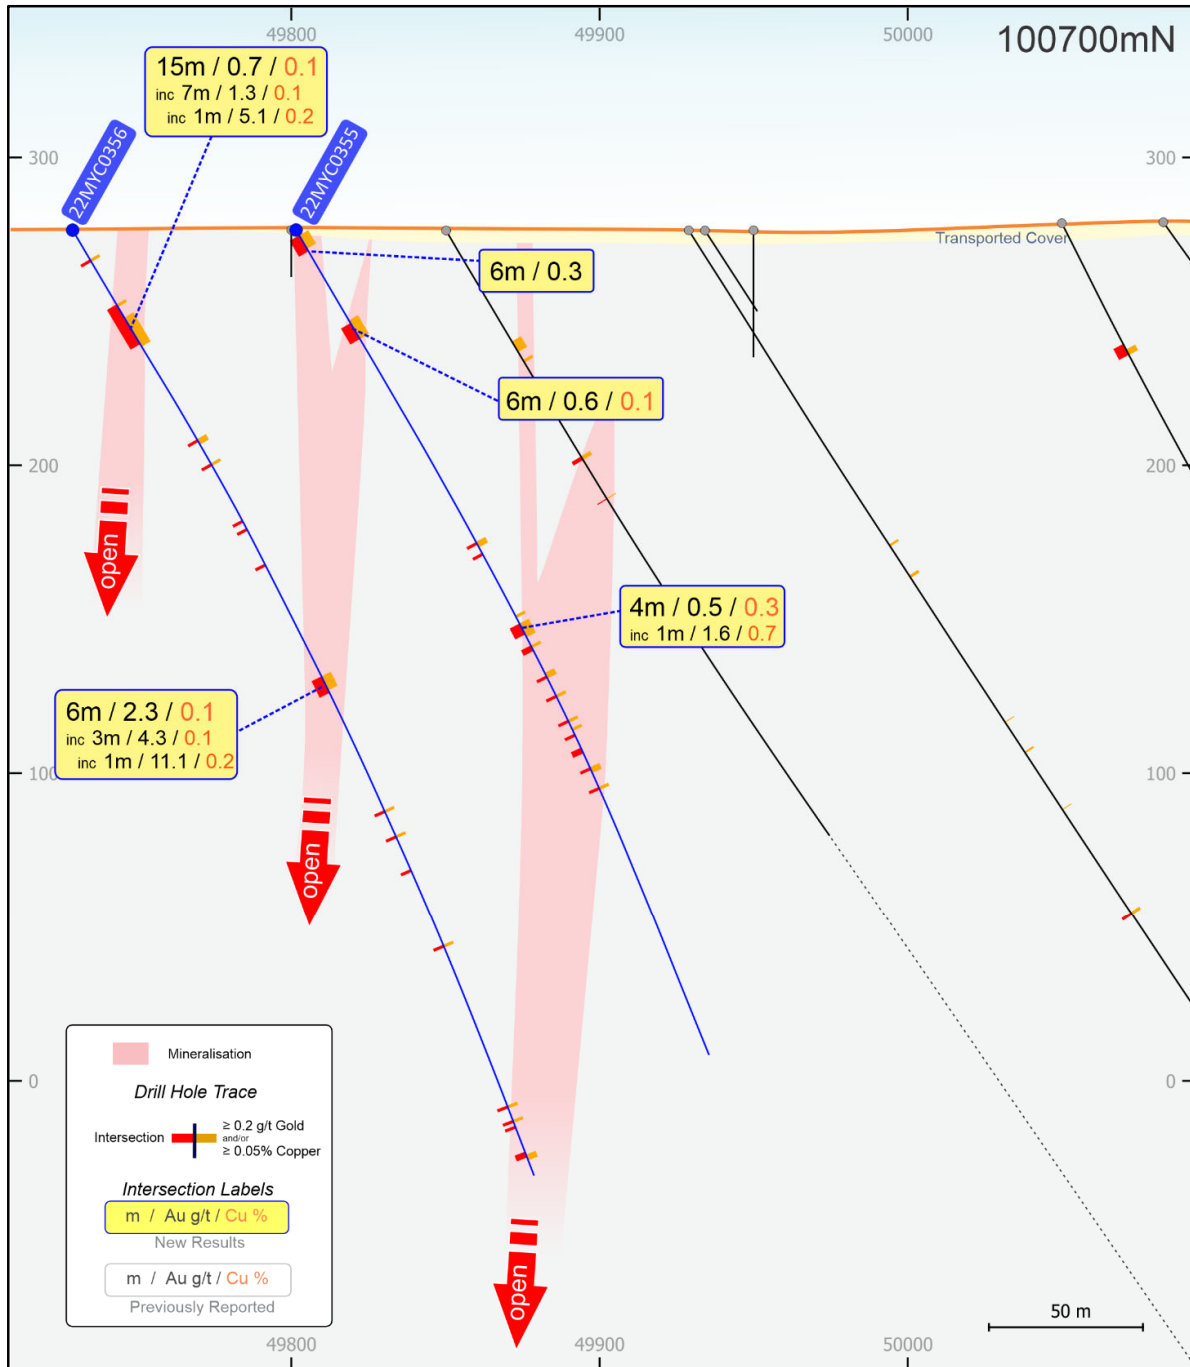 49800
49900
50000
100700mN
15m / 0.7 / 0.1
inc 7m / 1.3 / 0.1
inc 1m / 5.1 / 0.2
22MYC0356
22MYC0355
300
300
Transported Cover
6m / 0.3
6m / 0.6 / 0.1
200
200
open
4m / 0.5 / 0.3
inc 1m / 1.6 / 0.7
6m / 2.3 / 0.1
inc 3m / 4.3 / 0.1
inc 1m / 11.1 / 0.2
100
100
open
0
0
Mineralisation
Drill Hole Trace
Intersection
≥ 0.2 g/t Gold
and/or
≥ 0.05% Copper
Intersection Labels
m / Au g/t / Cu %
New Results
m / Au g/t / Cu %
Previously Reported
open
50 m
49800
49900
50000